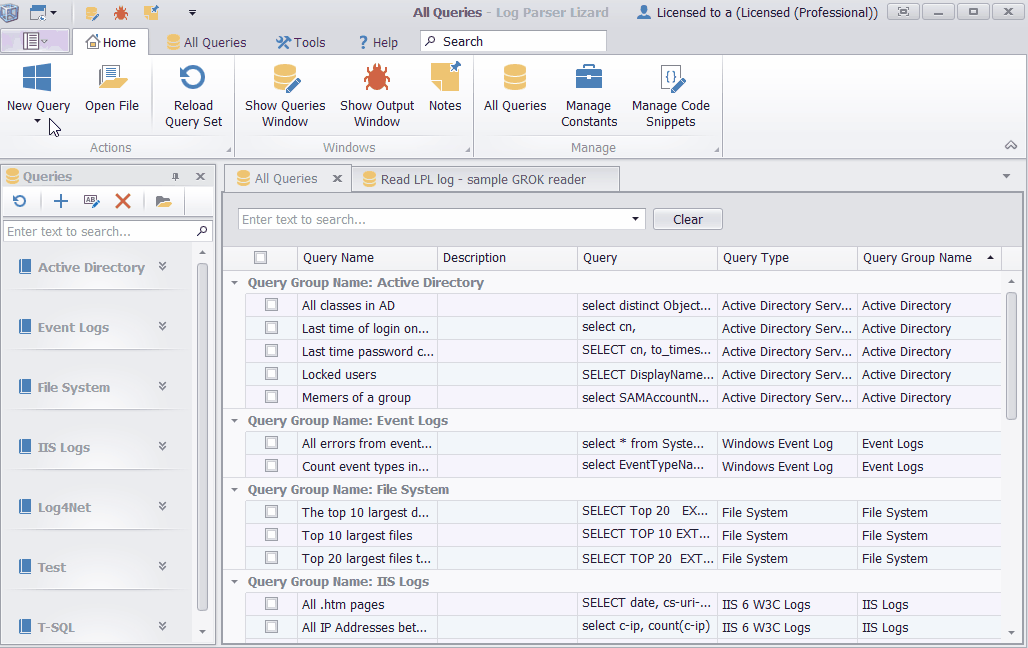 All Queries - Log Parser Lizard
Licensed to a (Licensed (Professional))
Home
All Queries
Tools
? Help
Search
New Query
Open File
Reload
Query Set
Show Queries
Window
Show Output
Window
Notes
All Queries
Manage
Constants
Manage Code
Snippets
Actions
Windows
Manage
Queries
Enter text to search...
Active Directory
Event Logs
File System
IIS Logs
Log4Net
Test
T-SQL
All Queries
Read LPL log - sample GROK reader
Enter text to search...
Clear
Query Name Description Query Query Type Query Group Name
Query Group Name: Active Directory
All classes in AD select distinct Object... Active Directory Serv... Active Directory
Last time of login on... select cn, Active Directory Serv... Active Directory
Last time password c... SELECT cn, to_times... Active Directory Serv... Active Directory
Locked users SELECT DisplayName... Active Directory Serv... Active Directory
Memers of a group select SAMAccountN... Active Directory Serv... Active Directory
Query Group Name: Event Logs
All errors from event... select * from Syste... Windows Event Log Event Logs
Count event types in... select EventTypeNa... Windows Event Log Event Logs
Query Group Name: File System
The top 10 largest d... SELECT Top 20 EX... File System File System
Top 10 largest files SELECT TOP 10 EXT... File System File System
Top 20 largest files t... SELECT TOP 20 EXT... File System File System
Query Group Name: IIS Logs
All .htm pages SELECT date, cs-uri-... IIS 6 W3C Logs IIS Logs
All IP Addresses bet... select c-ip, count(c-ip) IIS 6 W3C Logs IIS Logs